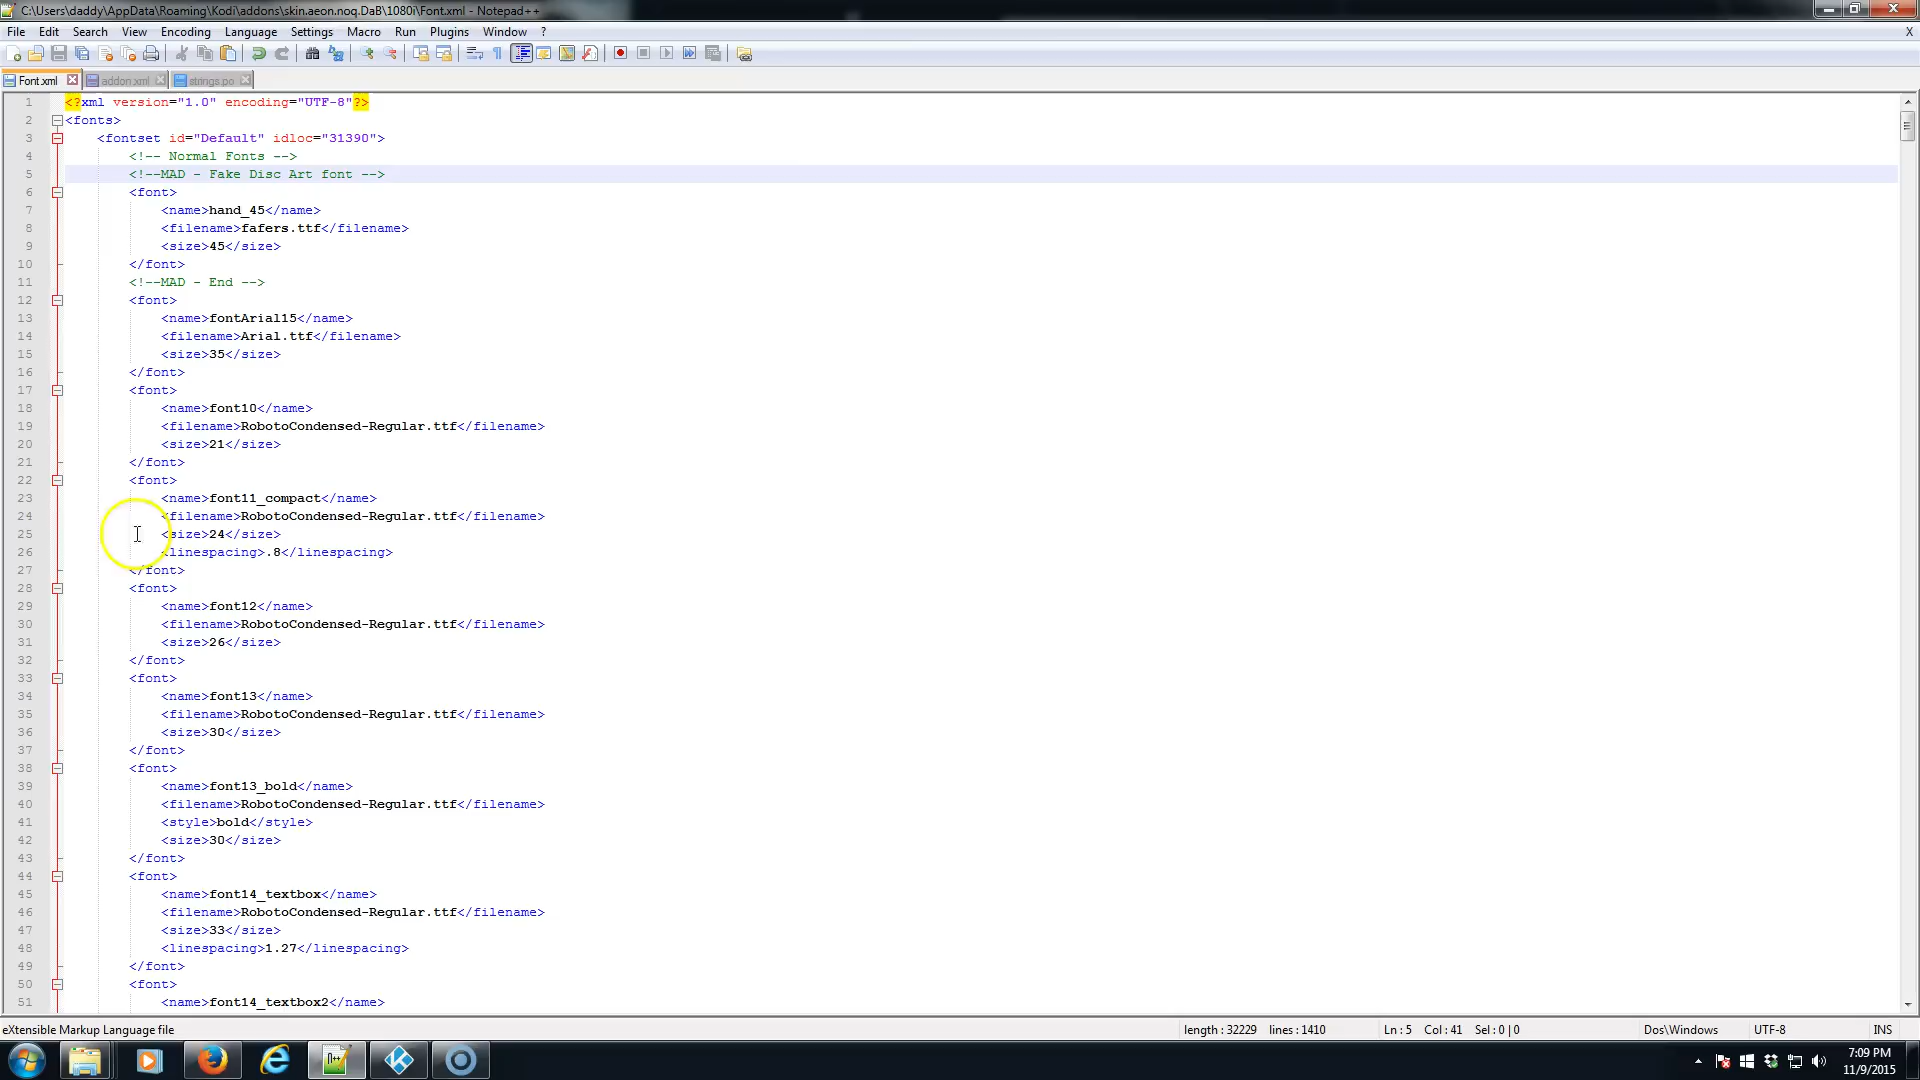 C:\Users\daddy\AppData\Roaming\Kodi\addons\skin.aeon.noq.DaB\1080i\Font.xml - Notepad++
File Edit Search View Encoding Language Settings Macro Run Plugins Window ? X
Font.xml addon.xml strings.po
1 <?xml version="1.0" encoding="UTF-8"?>
2 <fonts>
3 <fontset id="Default" idloc="31390">
4 <!-- Normal Fonts -->
5 <!--MAD - Fake Disc Art font -->
6 <font>
7 <name>hand_45</name>
8 <filename>fafers.ttf</filename>
9 <size>45</size>
10 </font>
11 <!--MAD - End -->
12 <font>
13 <name>fontArial15</name>
14 <filename>Arial.ttf</filename>
15 <size>35</size>
16 </font>
17 <font>
18 <name>font10</name>
19 <filename>RobotoCondensed-Regular.ttf</filename>
20 <size>21</size>
21 </font>
22 <font>
23 <name>font11_compact</name>
24 <filename>RobotoCondensed-Regular.ttf</filename>
25 <size>24</size>
26 <linespacing>.8</linespacing>
27 </font>
28 <font>
29 <name>font12</name>
30 <filename>RobotoCondensed-Regular.ttf</filename>
31 <size>26</size>
32 </font>
33 <font>
34 <name>font13</name>
35 <filename>RobotoCondensed-Regular.ttf</filename>
36 <size>30</size>
37 </font>
38 <font>
39 <name>font13_bold</name>
40 <filename>RobotoCondensed-Regular.ttf</filename>
41 <style>bold</style>
42 <size>30</size>
43 </font>
44 <font>
45 <name>font14_textbox</name>
46 <filename>RobotoCondensed-Regular.ttf</filename>
47 <size>33</size>
48 <linespacing>1.27</linespacing>
49 </font>
50 <font>
51 <name>font14_textbox2</name>
eXtensible Markup Language file length : 32229 lines : 1410 Ln : 5 Col : 41 Sel : 0 | 0 Dos\Windows UTF-8 INS
7:09 PM
11/9/2015